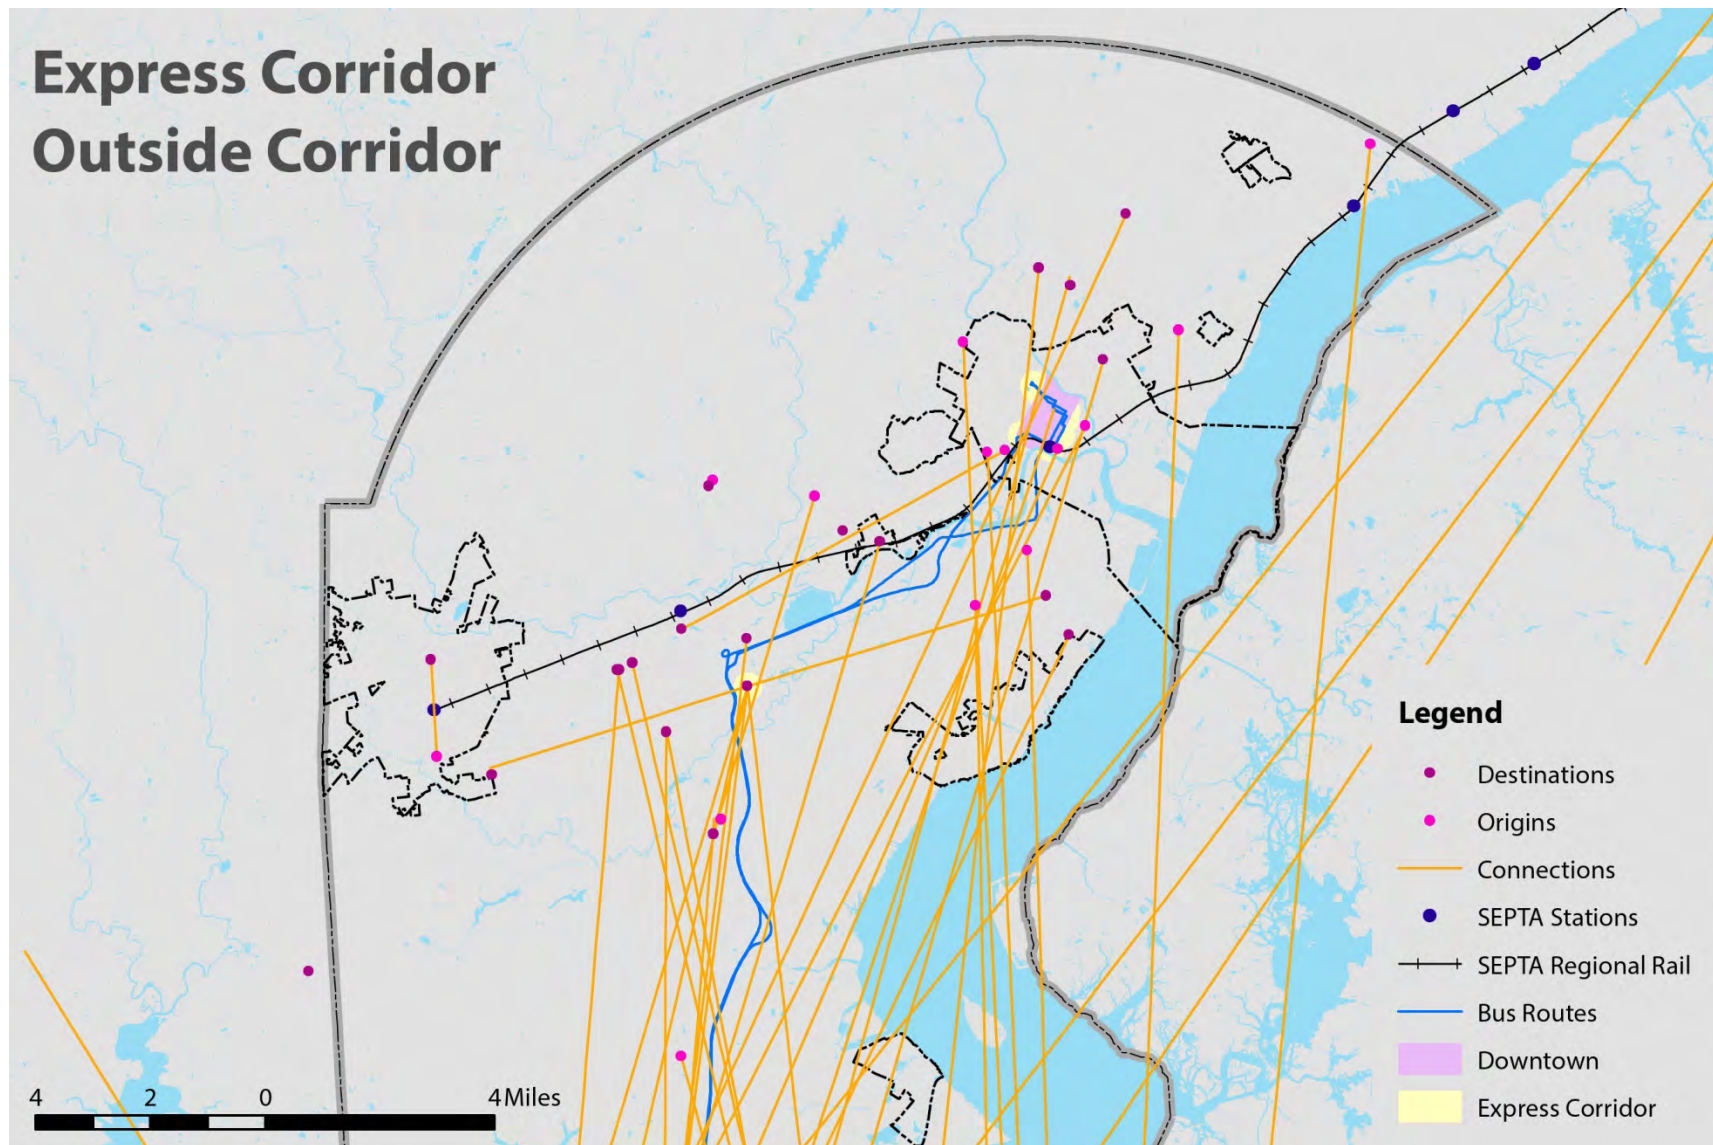 Express Corridor
Outside Corridor
Legend
Destinations
Origins
Connections
SEPTA Stations
SEPTA Regional Rail
Bus Routes
Downtown
Express Corridor
4 2 0 4 Miles